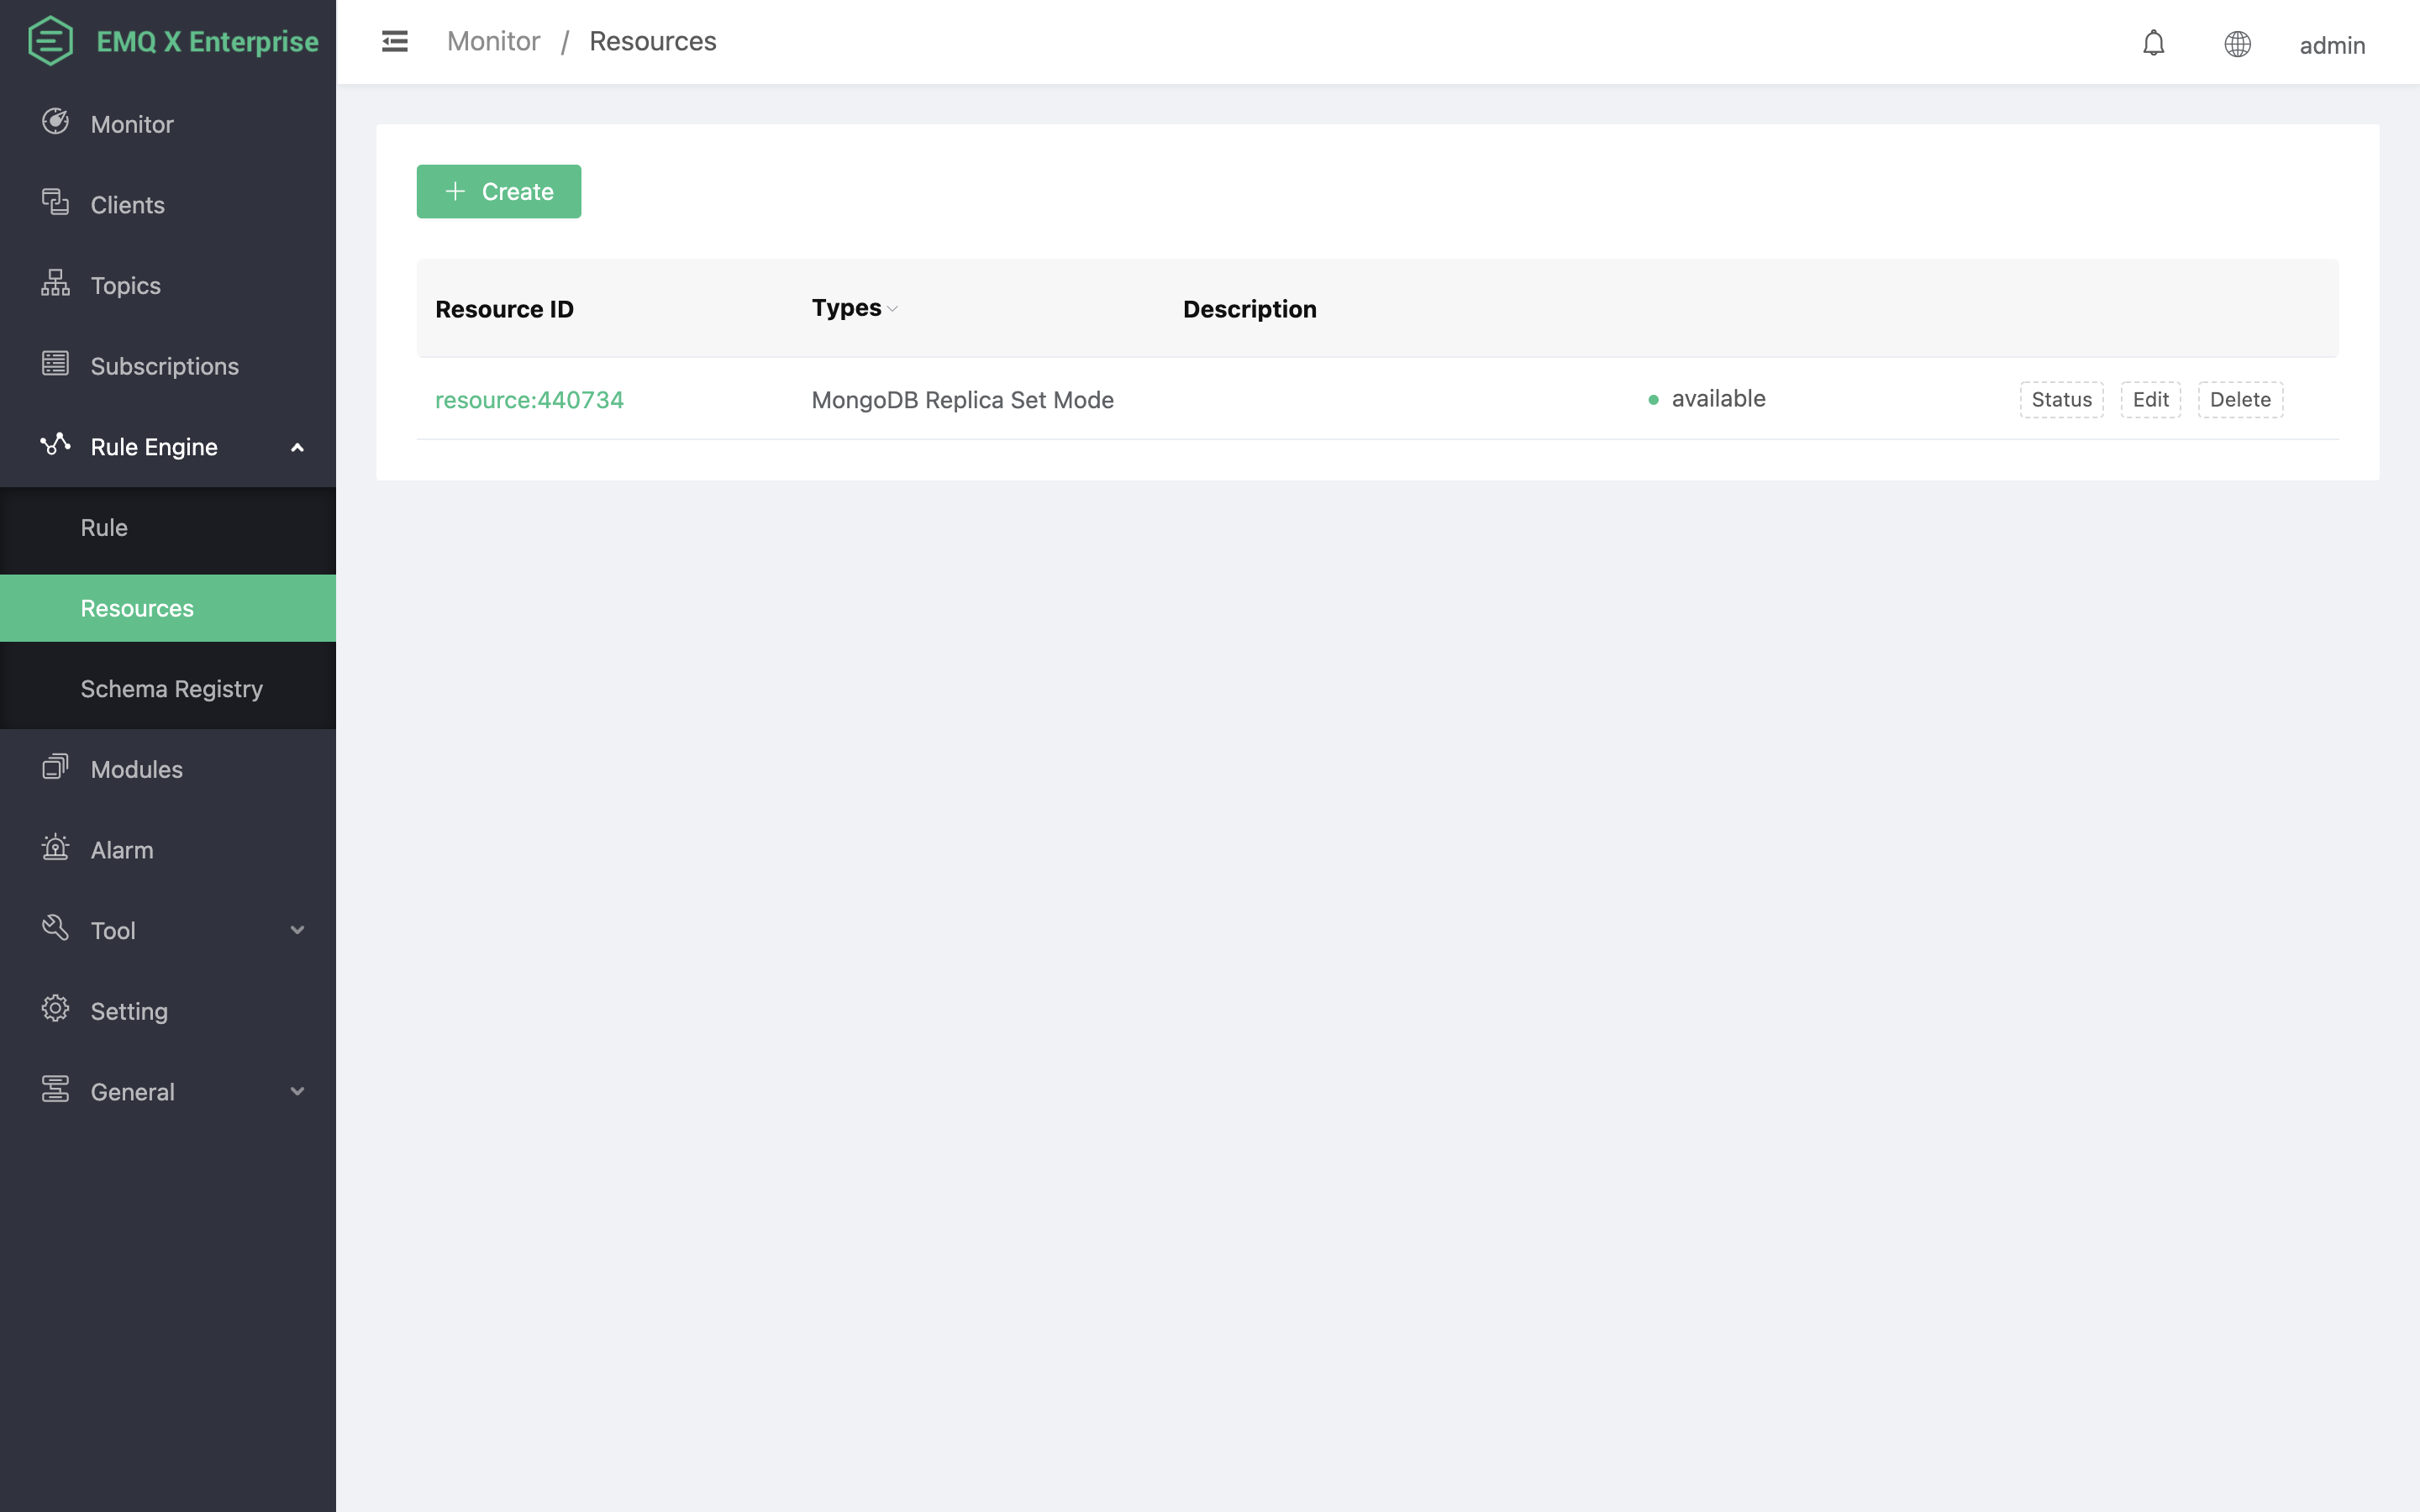 EMQ X Enterprise
Monitor / Resources
admin
Monitor
Clients
Topics
Subscriptions
Rule Engine
Rule
Resources
Schema Registry
Modules
Alarm
Tool
Setting
General
Create
Resource ID Types Description
resource:440734 MongoDB Replica Set Mode available Status Edit Delete